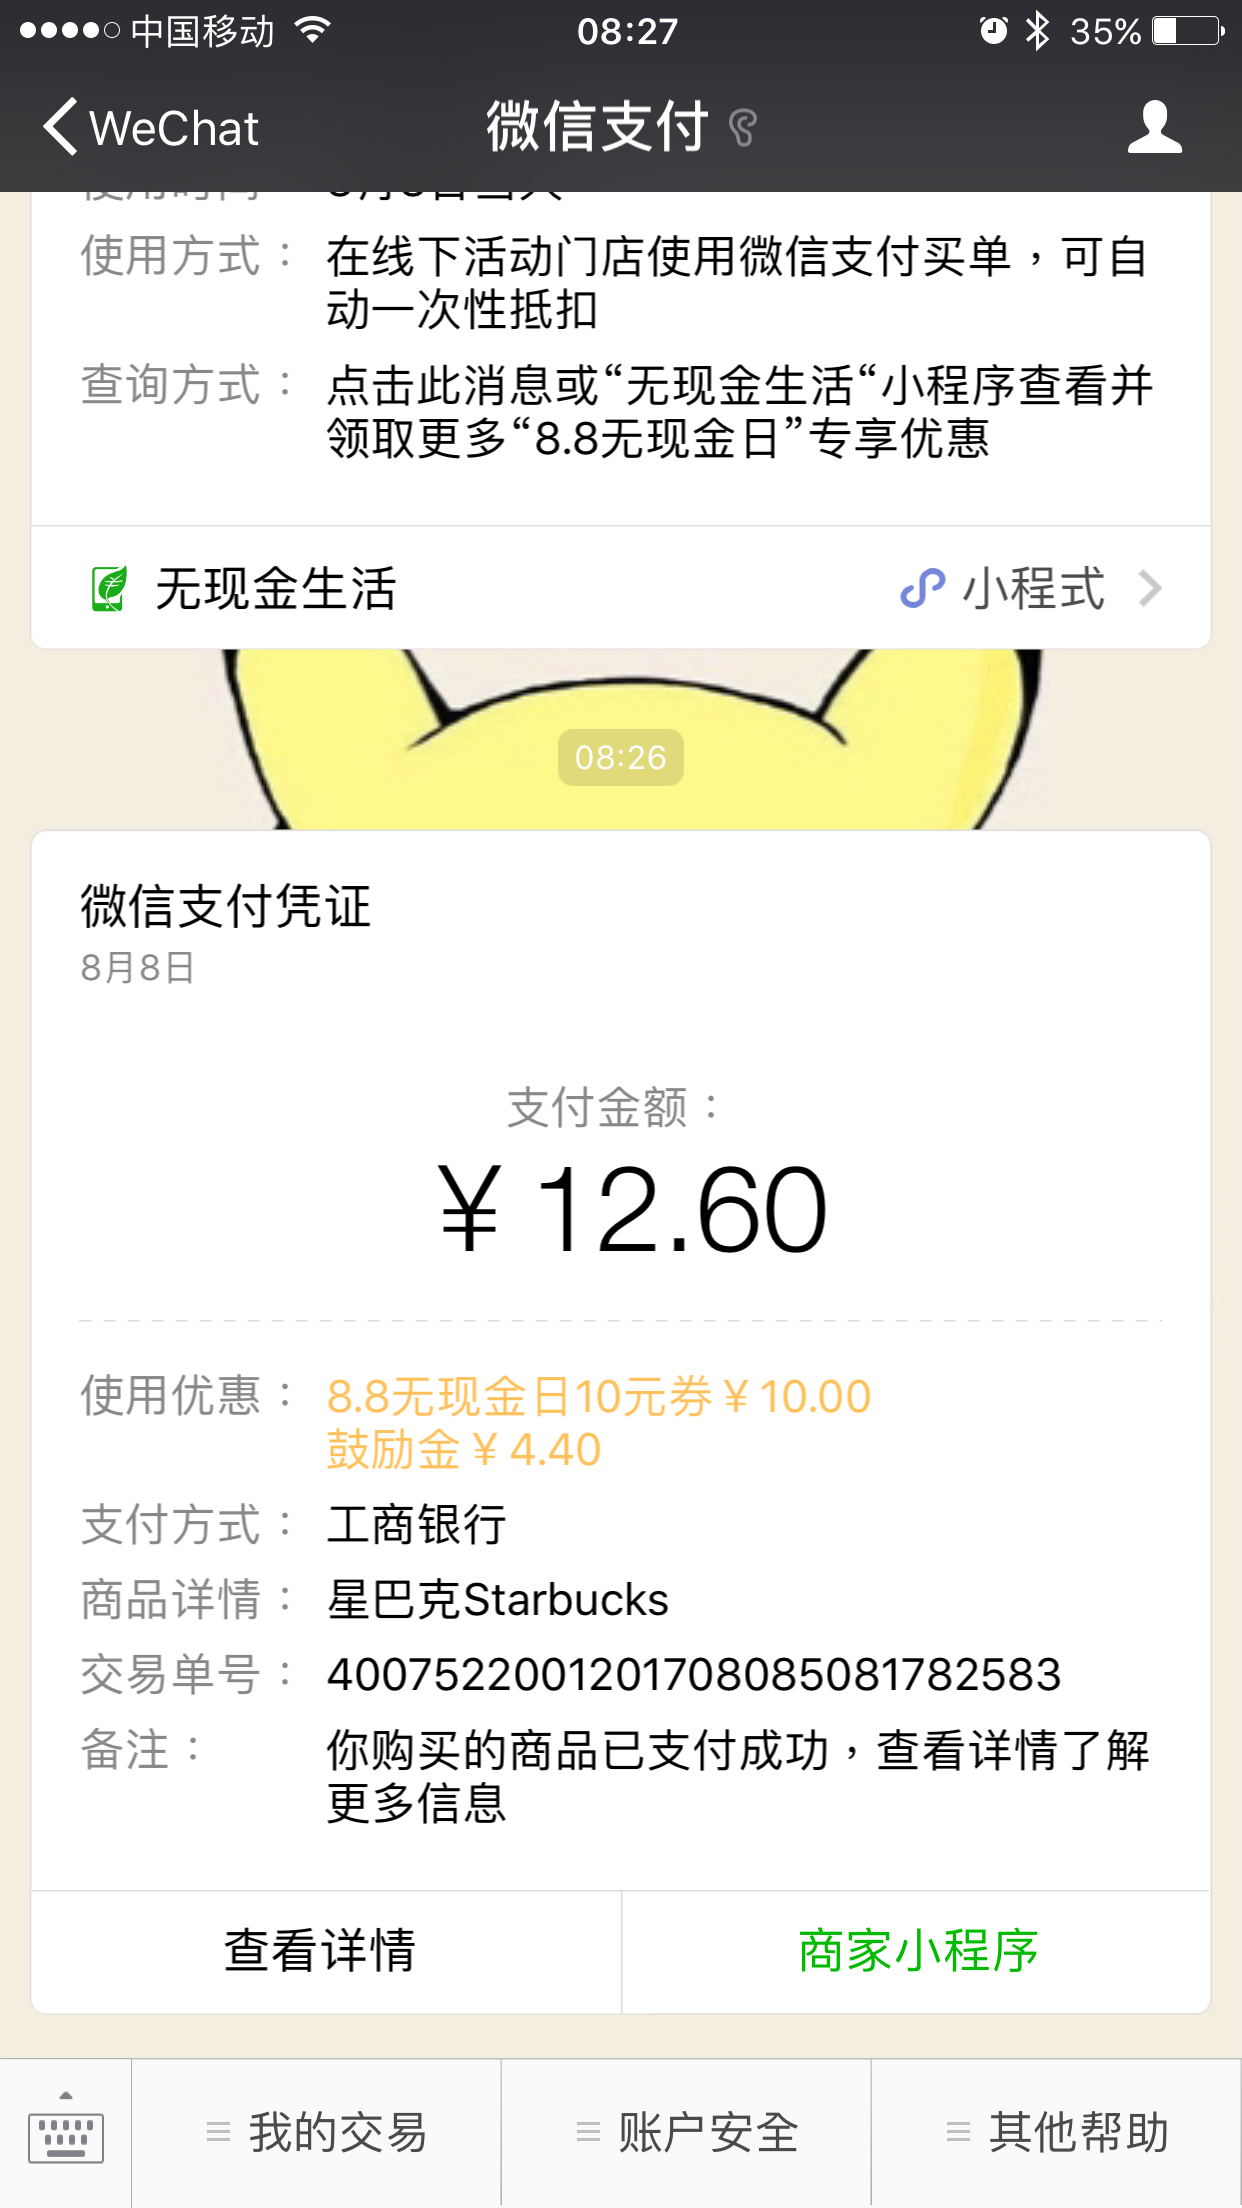 中国移动
08:27
35%
WeChat
微信支付
使用方式：
在线下活动门店使用微信支付买单，可自
动一次性抵扣
查询方式：
点击此消息或“无现金生活“小程序查看并
领取更多“8.8无现金日”专享优惠
无现金生活
小程式
08:26
微信支付凭证
8月8日
支付金额：
¥ 12.60
使用优惠：
8.8无现金日10元券 ¥ 10.00
鼓励金 ¥ 4.40
支付方式：
工商银行
商品详情：
星巴克Starbucks
交易单号：
4007522001201708085081782583
备注：
你购买的商品已支付成功，查看详情了解
更多信息
查看详情
商家小程序
我的交易
账户安全
其他帮助